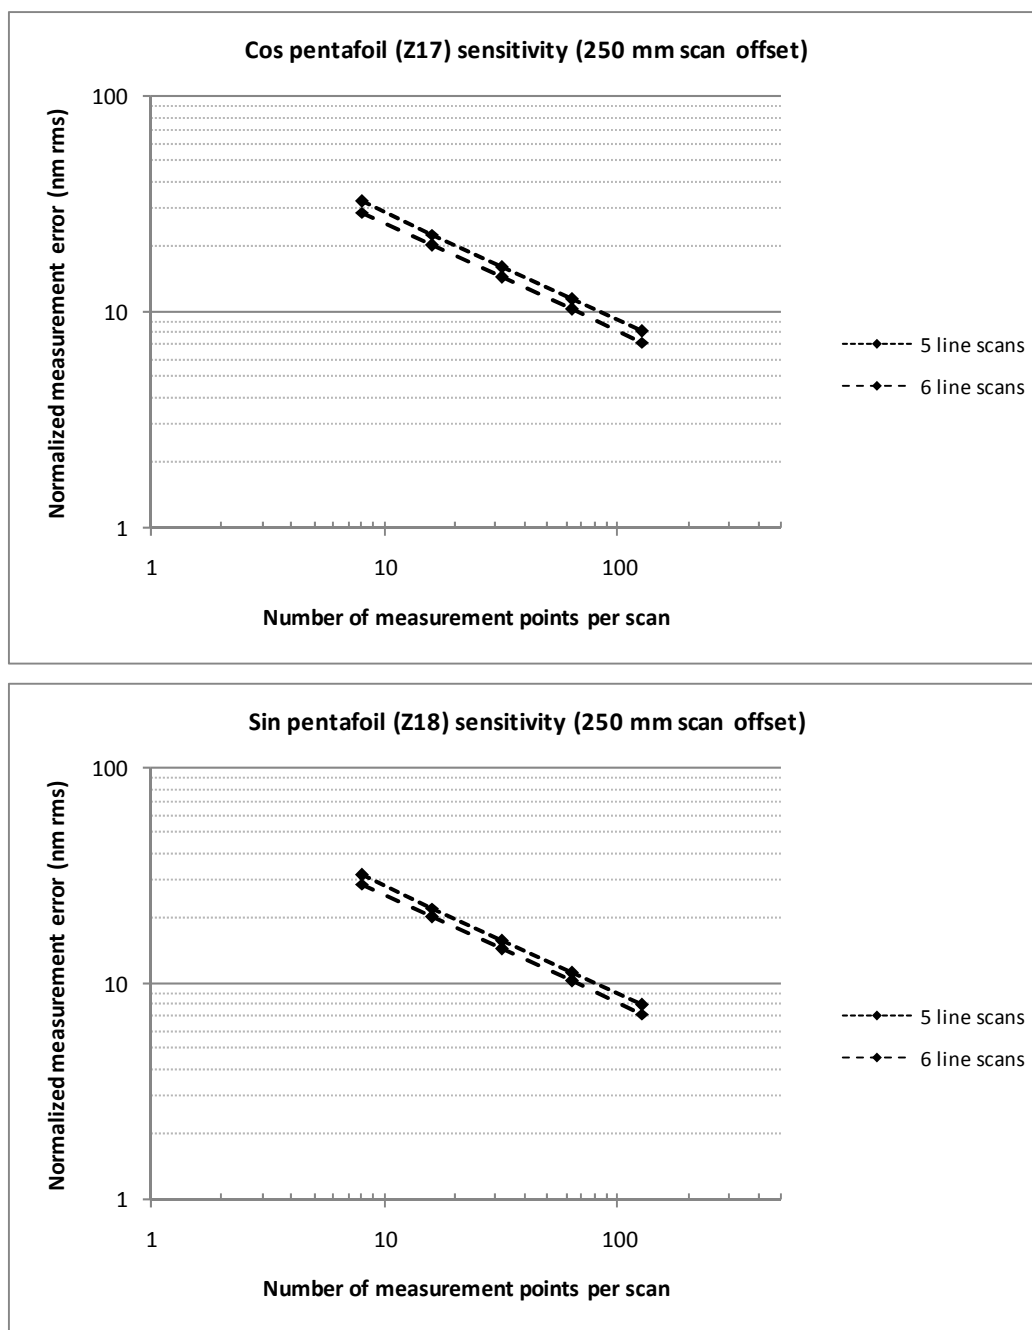 Cos pentafoil (Z17) sensitivity (250 mm scan offset)
Normalized measurement error (nm rms)
100
10
1
1
10
100
Number of measurement points per scan
5 line scans
6 line scans
Sin pentafoil (Z18) sensitivity (250 mm scan offset)
Normalized measurement error (nm rms)
100
10
1
1
10
100
Number of measurement points per scan
5 line scans
6 line scans